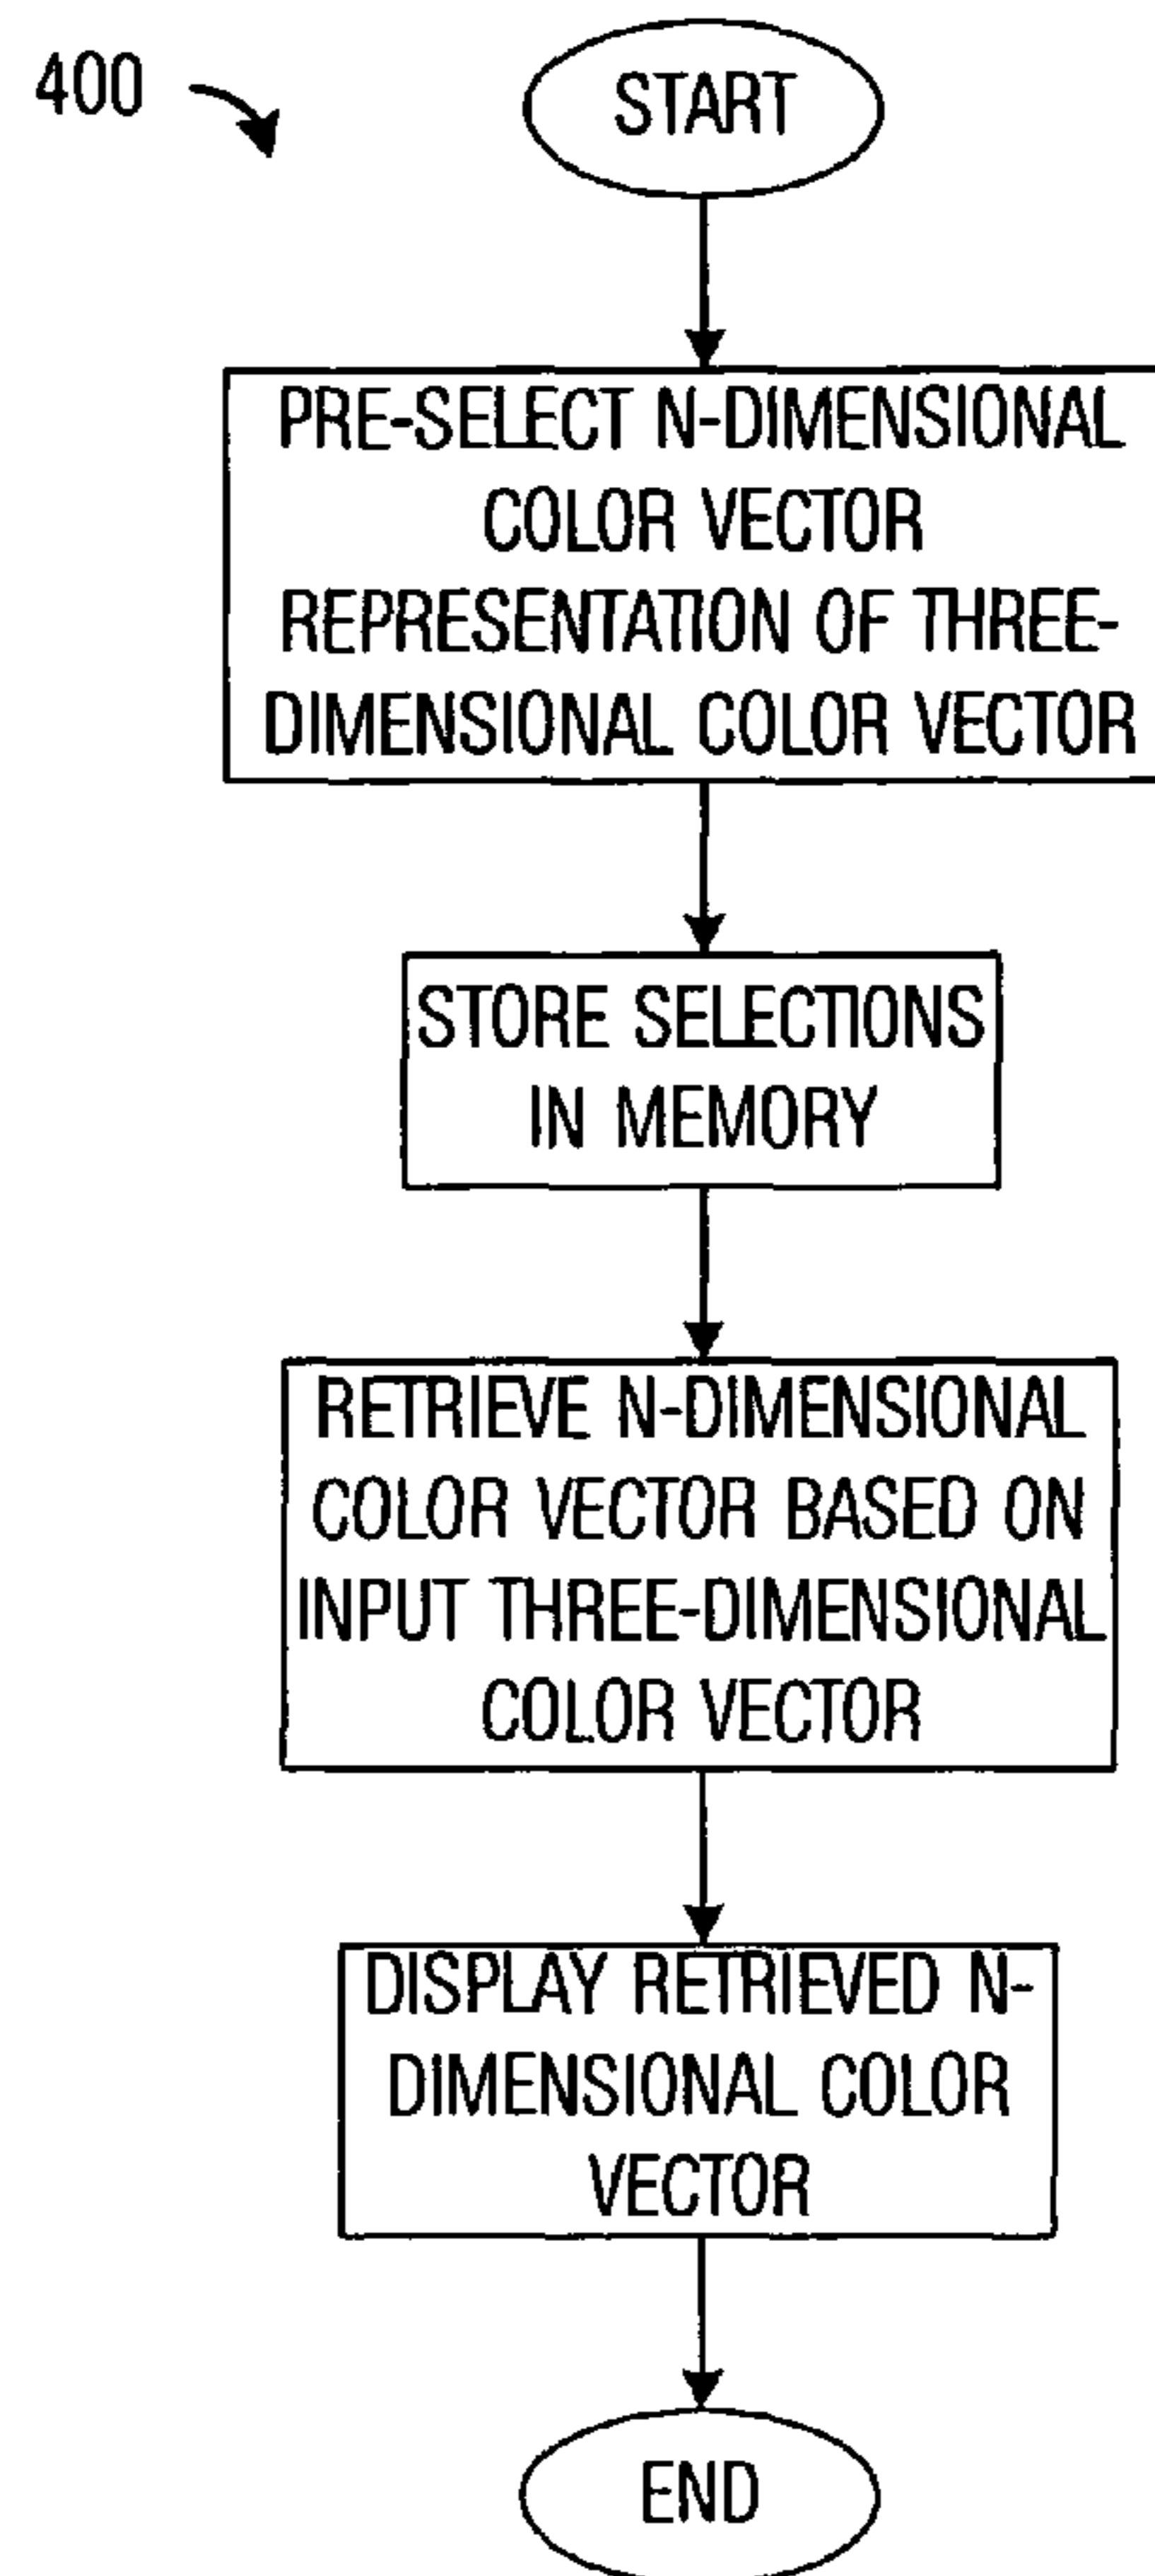 400
START
PRE-SELECT N-DIMENSIONAL
COLOR VECTOR
REPRESENTATION OF THREE-
DIMENSIONAL COLOR VECTOR
STORE SELECTIONS
IN MEMORY
RETRIEVE N-DIMENSIONAL
COLOR VECTOR BASED ON
INPUT THREE-DIMENSIONAL
COLOR VECTOR
DISPLAY RETRIEVED N-
DIMENSIONAL COLOR
VECTOR
END